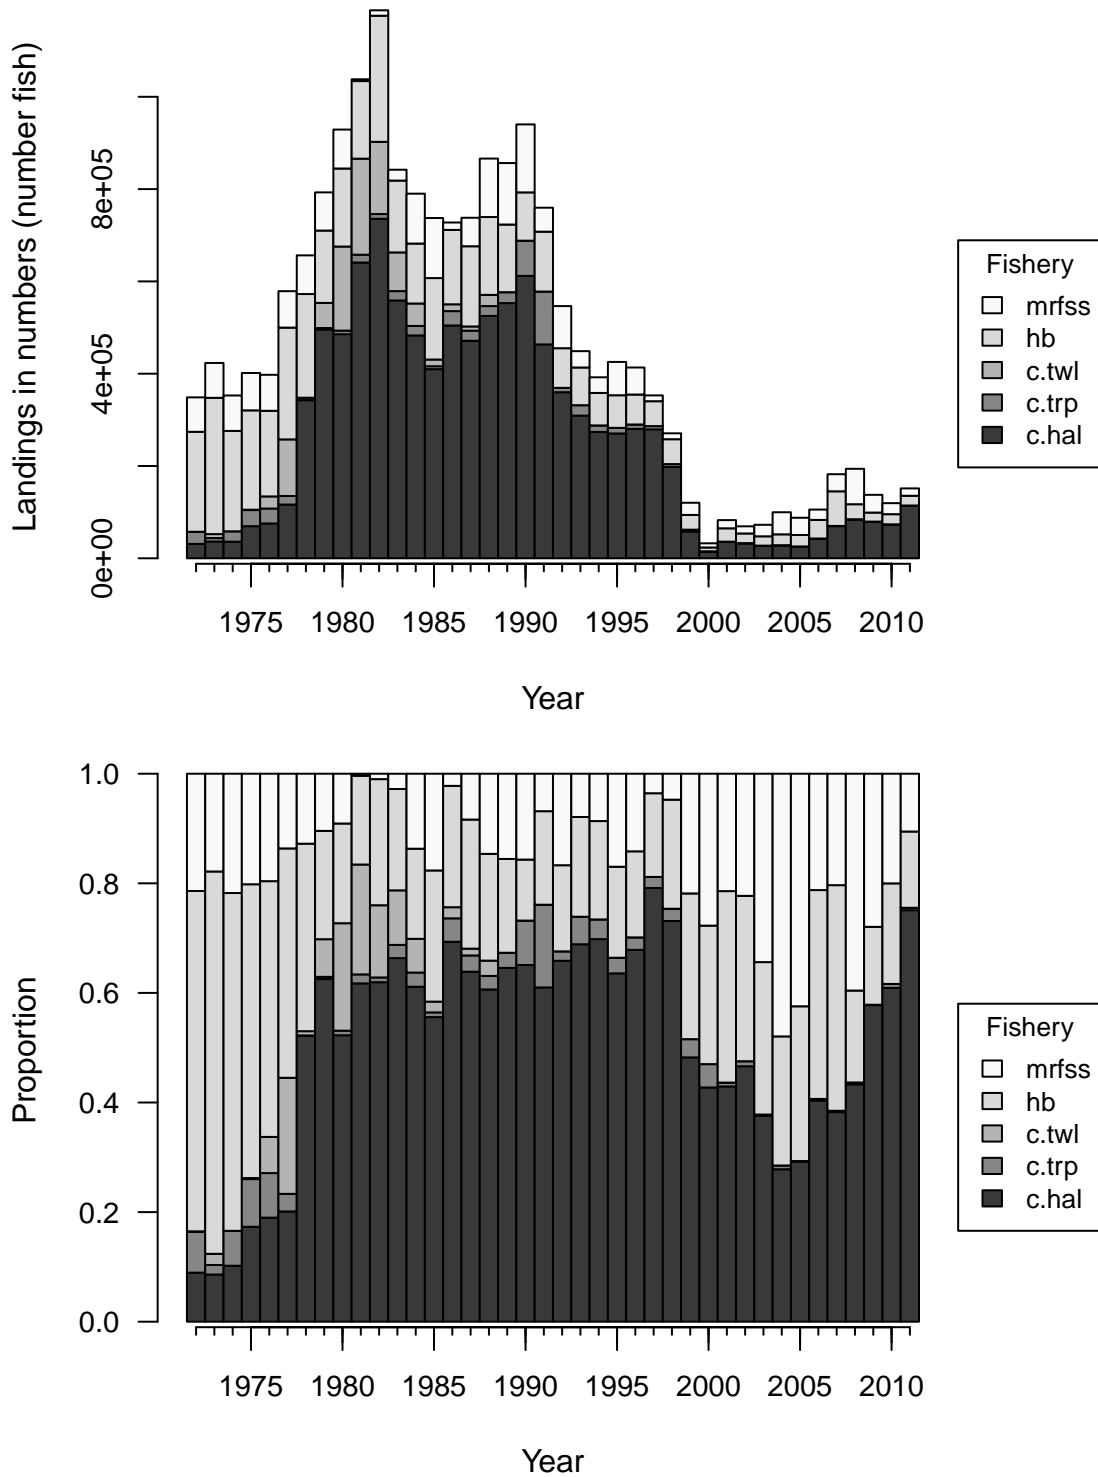 Landings in numbers (number fish)
8e+05
4e+05
0e+00
1975 1980 1985 1990 1995 2000 2005 2010
Year
Fishery
mrfss
hb
c.twl
c.trp
c.hal
Proportion
1.0
0.8
0.6
0.4
0.2
0.0
1975 1980 1985 1990 1995 2000 2005 2010
Year
Fishery
mrfss
hb
c.twl
c.trp
c.hal